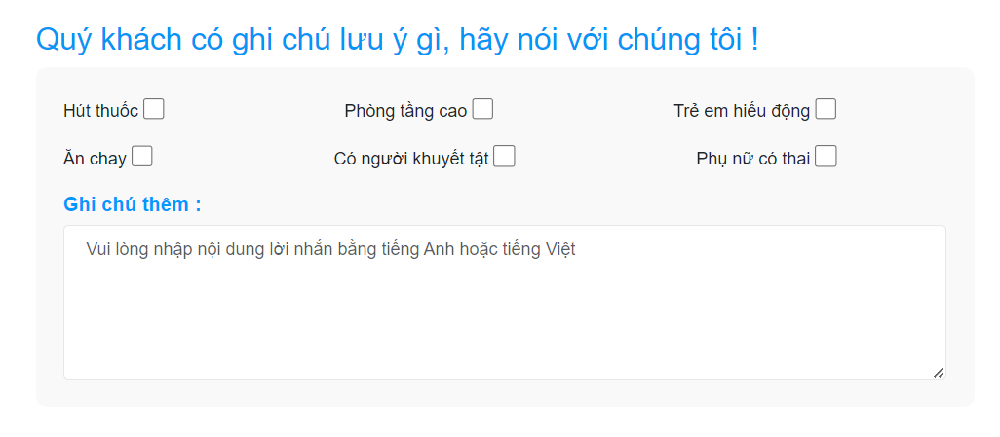 Quý khách có ghi chú lưu ý gì, hãy nói với chúng tôi !
Hút thuốc Phòng tầng cao Trẻ em hiếu động
Ăn chay Có người khuyết tật Phụ nữ có thai
Ghi chú thêm :
Vui lòng nhập nội dung lời nhắn bằng tiếng Anh hoặc tiếng Việt